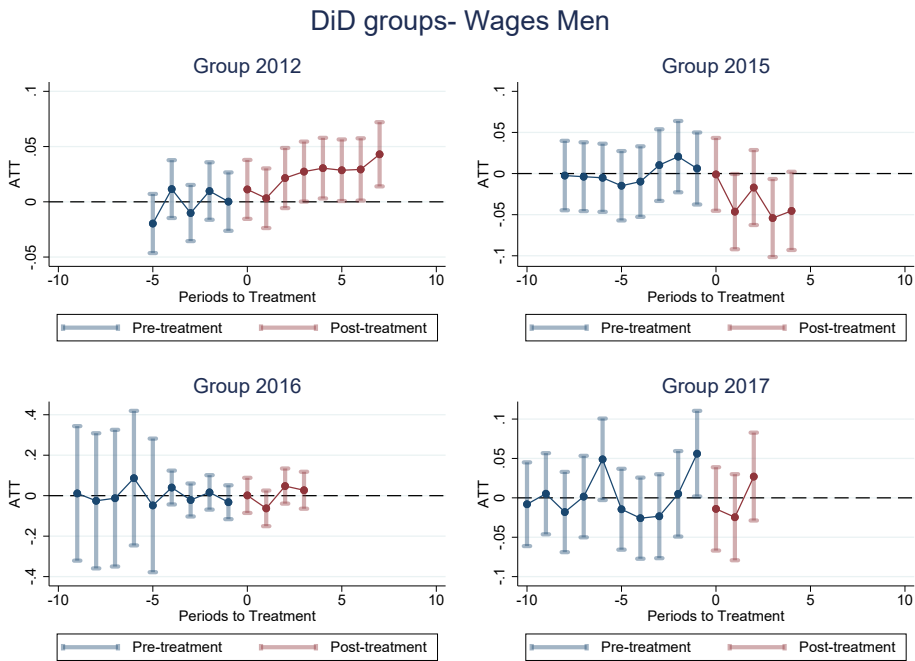 DiD groups- Wages Men
Group 2012
ATT
.1
.05
0
-.05
-10 -5 0 5 10
Periods to Treatment
Pre-treatment Post-treatment
Group 2015
ATT
.1
.05
0
-.05
-.1
-10 -5 0 5 10
Periods to Treatment
Pre-treatment Post-treatment
Group 2016
ATT
.4
.2
0
-.2
-.4
-10 -5 0 5 10
Periods to Treatment
Pre-treatment Post-treatment
Group 2017
ATT
.1
.05
0
-.05
-.1
-10 -5 0 5 10
Periods to Treatment
Pre-treatment Post-treatment